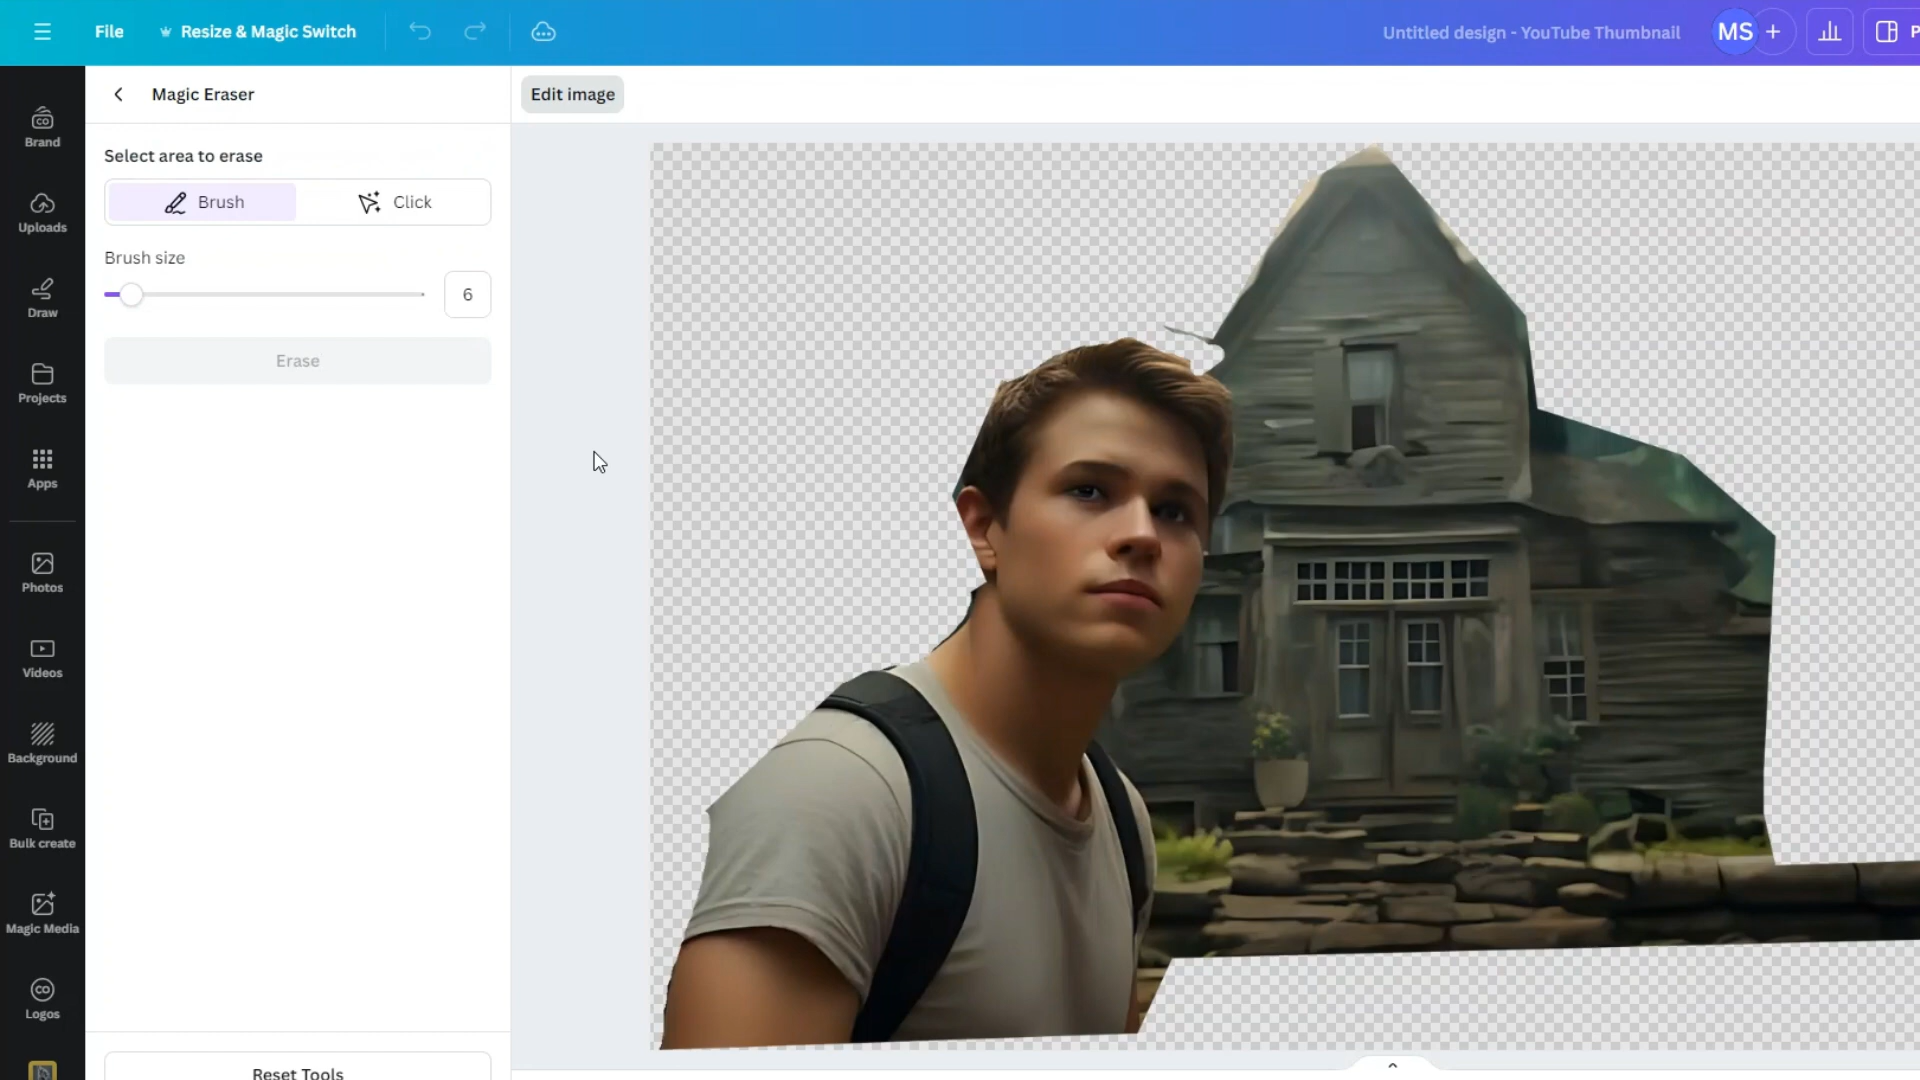 File
Resize & Magic Switch
Untitled design - YouTube Thumbnail
MS
Brand
Uploads
Draw
Projects
Apps
Photos
Videos
Background
Bulk create
Magic Media
Logos
Magic Eraser
Select area to erase
Brush
Click
Brush size
6
Erase
Reset Tools
Edit image